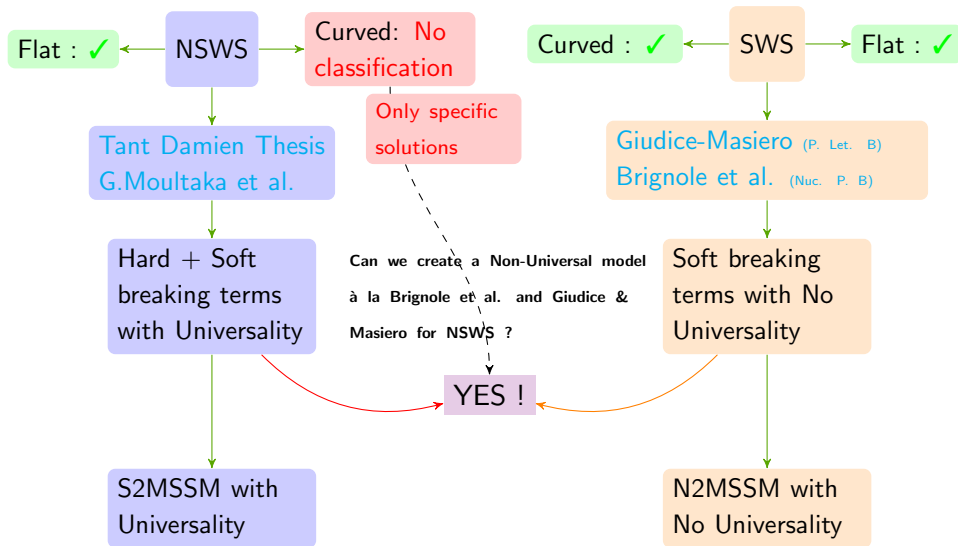 Flat : ✓
NSWS
Curved: No
classification
Curved : ✓
SWS
Flat : ✓
Only specific
solutions
Tant Damien Thesis
G.Moultaka et al.
Giudice-Masiero (P. Let. B)
Brignole et al. (Nuc. P. B)
Hard + Soft
breaking terms
with Universality
Can we create a Non-Universal model
à la Brignole et al. and Giudice &
Masiero for NSWS ?
Soft breaking
terms with No
Universality
YES !
S2MSSM with
Universality
N2MSSM with
No Universality